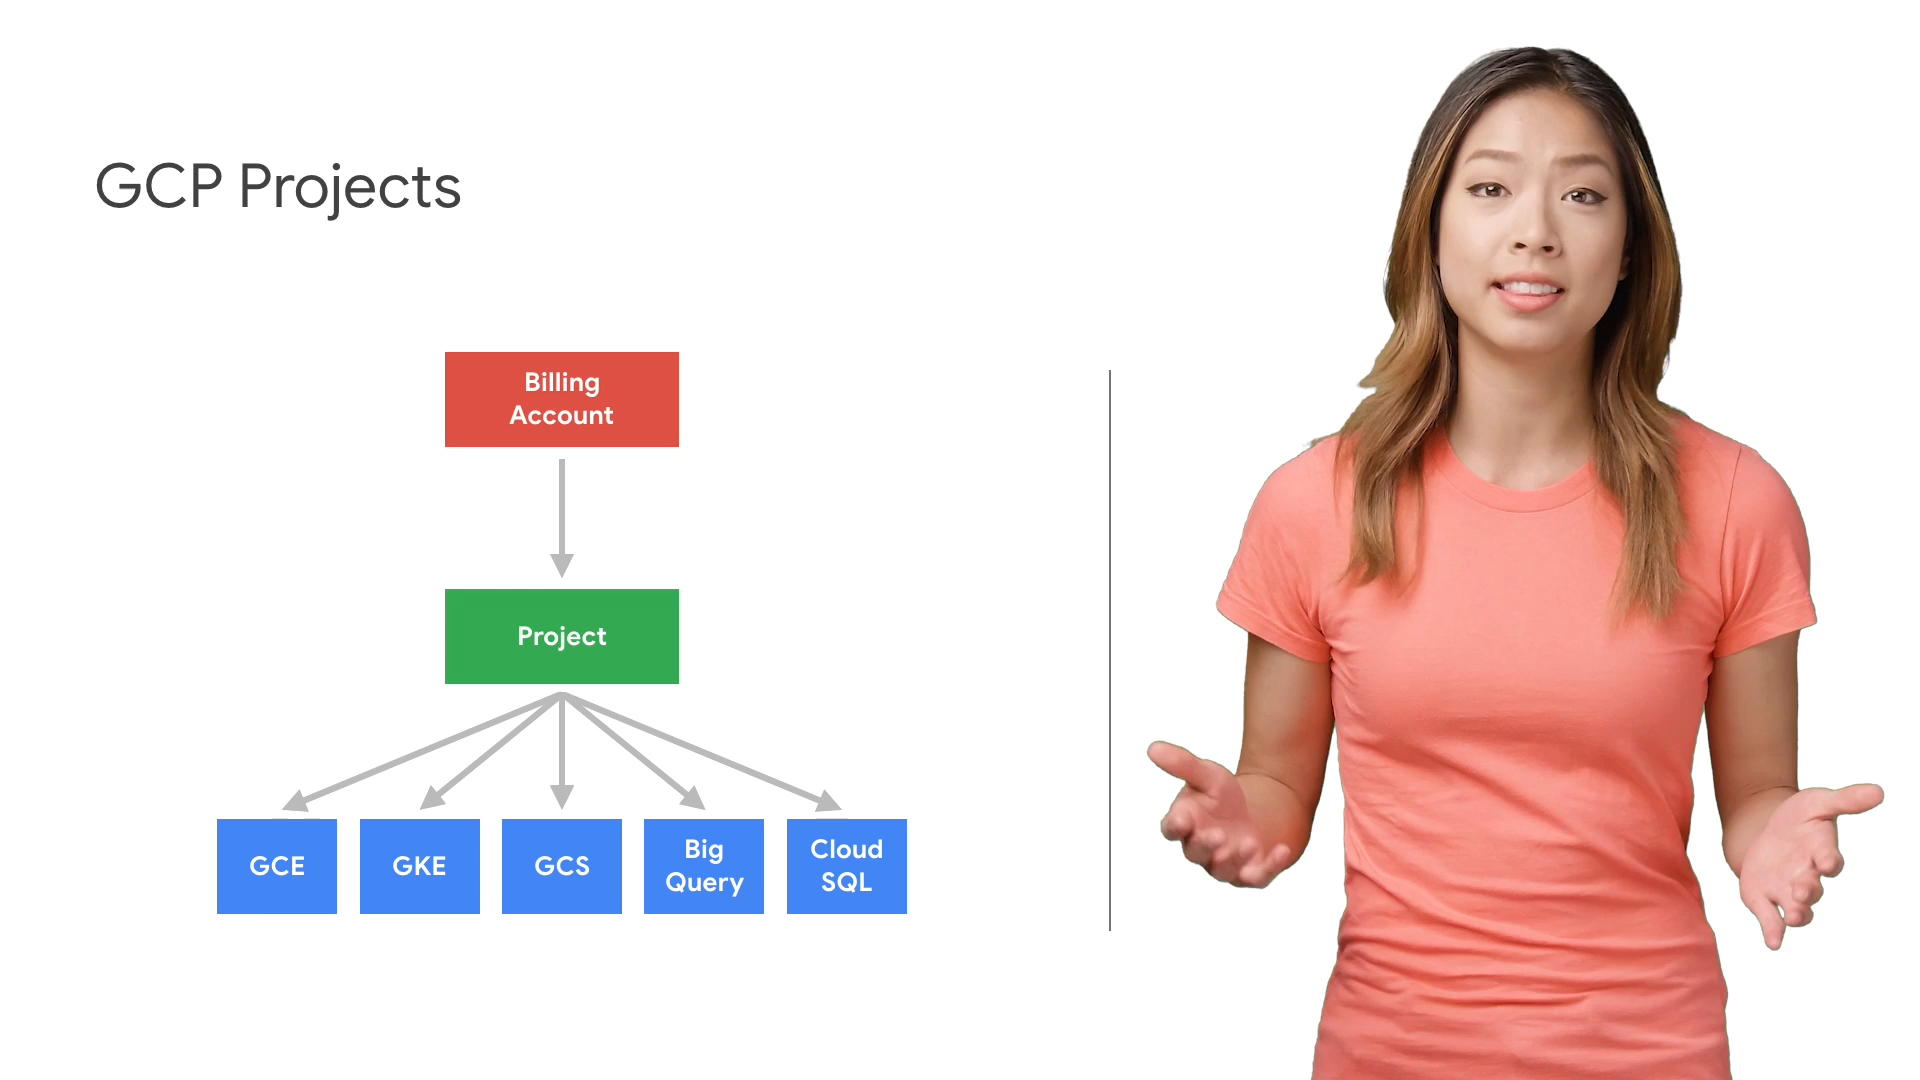 GCP Projects
Billing
Account
Project
GCE
GKE
GCS
Big
Query
Cloud
SQL